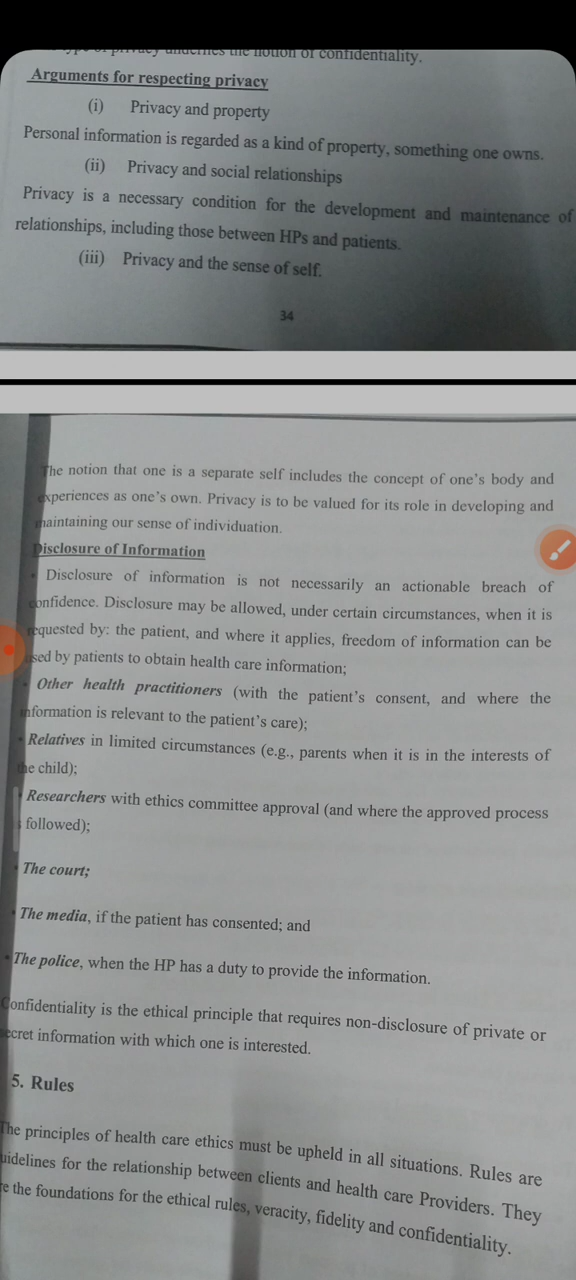 type of privacy underlies the notion of confidentiality.
Arguments for respecting privacy
(i) Privacy and property
Personal information is regarded as a kind of property, something one owns.
(ii) Privacy and social relationships
Privacy is a necessary condition for the development and maintenance of
relationships, including those between HPs and patients.
(iii) Privacy and the sense of self.
34
The notion that one is a separate self includes the concept of one's body and
experiences as one's own. Privacy is to be valued for its role in developing and
maintaining our sense of individuation.
Disclosure of Information
• Disclosure of information is not necessarily an actionable breach of
confidence. Disclosure may be allowed, under certain circumstances, when it is
requested by: the patient, and where it applies, freedom of information can be
used by patients to obtain health care information;
• Other health practitioners (with the patient's consent, and where the
information is relevant to the patient's care);
• Relatives in limited circumstances (e.g., parents when it is in the interests of
the child);
• Researchers with ethics committee approval (and where the approved process
is followed);
• The court;
• The media, if the patient has consented; and
• The police, when the HP has a duty to provide the information.
Confidentiality is the ethical principle that requires non-disclosure of private or
secret information with which one is interested.
5. Rules
The principles of health care ethics must be upheld in all situations. Rules are
guidelines for the relationship between clients and health care Providers. They
are the foundations for the ethical rules, veracity, fidelity and confidentiality.